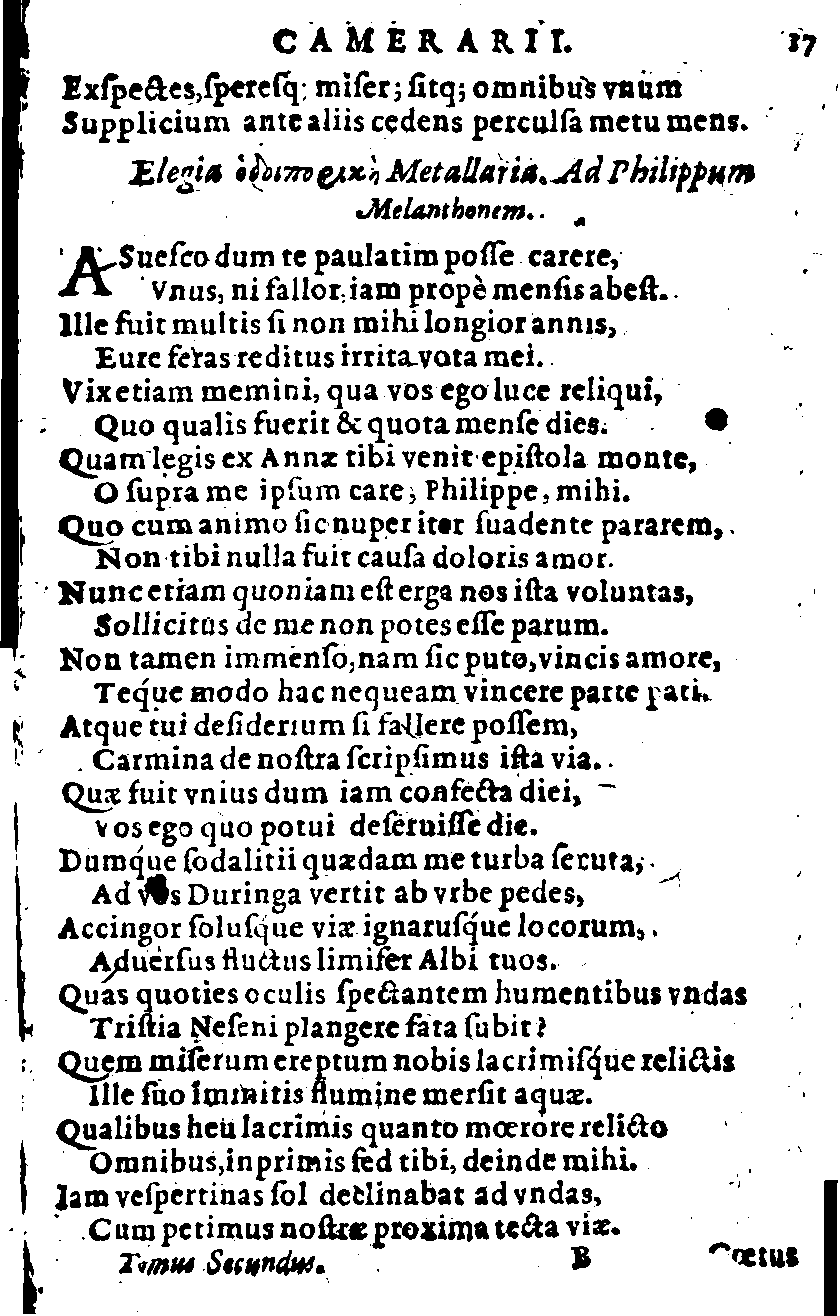 CAMERARII. 17
Exſpectes,ſpereſq; miſer; ſitq; omnibus vnum
Supplicium ante aliis cedens perculſa metu mens.
Elegia ὁδοιπορικὴ Metallaria. Ad Philippum
Melanthonem.
ASueſco dum te paulatim poſſe carere,
Vnus, ni fallor, iam propè menſis abeſt.
Ille fuit multis ſi non mihi longior annis,
Eure feras reditus irrita vota mei.
Vix etiam memini, qua vos ego luce reliqui,
Quo qualis fuerit & quota menſe dies.
Quam legis ex Annæ tibi venit epiſtola monte,
O ſupra me ipſum care, Philippe, mihi.
Quo cum animo ſic nuper iter ſuadente pararem,
Non tibi nulla fuit cauſa doloris amor.
Nunc etiam quoniam eſt erga nos iſta voluntas,
Sollicitus de me non potes eſſe parum.
Non tamen immenſo, nam ſic puto, vincis amore,
Teq́ue modo hac nequeam vincere parte pati.
Atque tui deſiderium ſi fallere poſſem,
Carmina de noſtra ſcripſimus iſta via.
Quæ fuit vnius dum iam confecta diei,
Vos ego quo potui deſeruiſſe die.
Dumq́ue ſodalitii quædam me turba ſecuta,
Ad vos Duringa vertit ab vrbe pedes,
Accingor ſoluſq́ue viæ ignaruſq́ue locorum,
Aduerſus fluctus limifer Albi tuos.
Quas quoties oculis ſpectantem humentibus vndas
Triſtia Neſeni plangere fata ſubit?
Quem miſerum ereptum nobis lacrimiſq́ue relictis
Ille ſuo immitis flumine merſit aquæ.
Qualibus heu lacrimis quanto mœrore relicto
Omnibus, inprimis ſed tibi, deinde mihi.
Iam veſpertinas ſol declinabat ad vndas,
Cum petimus noſtræ proxima tecta viæ.
Tomus Secundus. B Cœtus